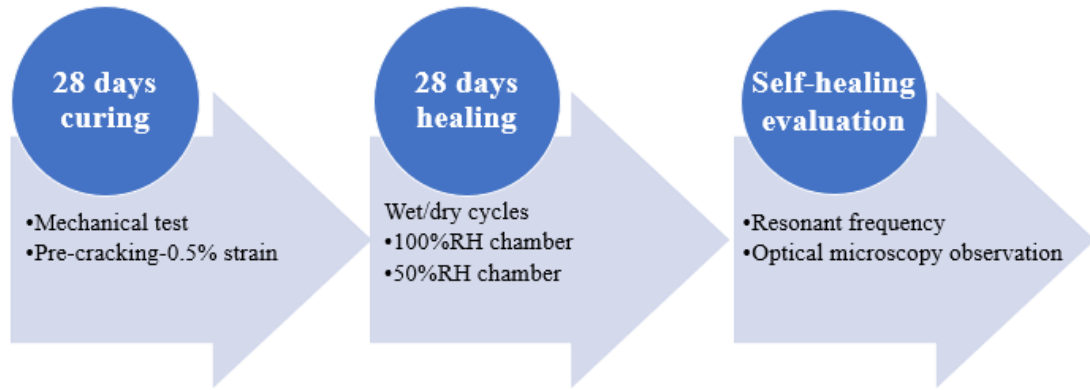 28 days
curing
•Mechanical test
•Pre-cracking-0.5% strain
28 days
healing
Wet/dry cycles
•100%RH chamber
•50%RH chamber
Self-healing
evaluation
•Resonant frequency
•Optical microscopy observation